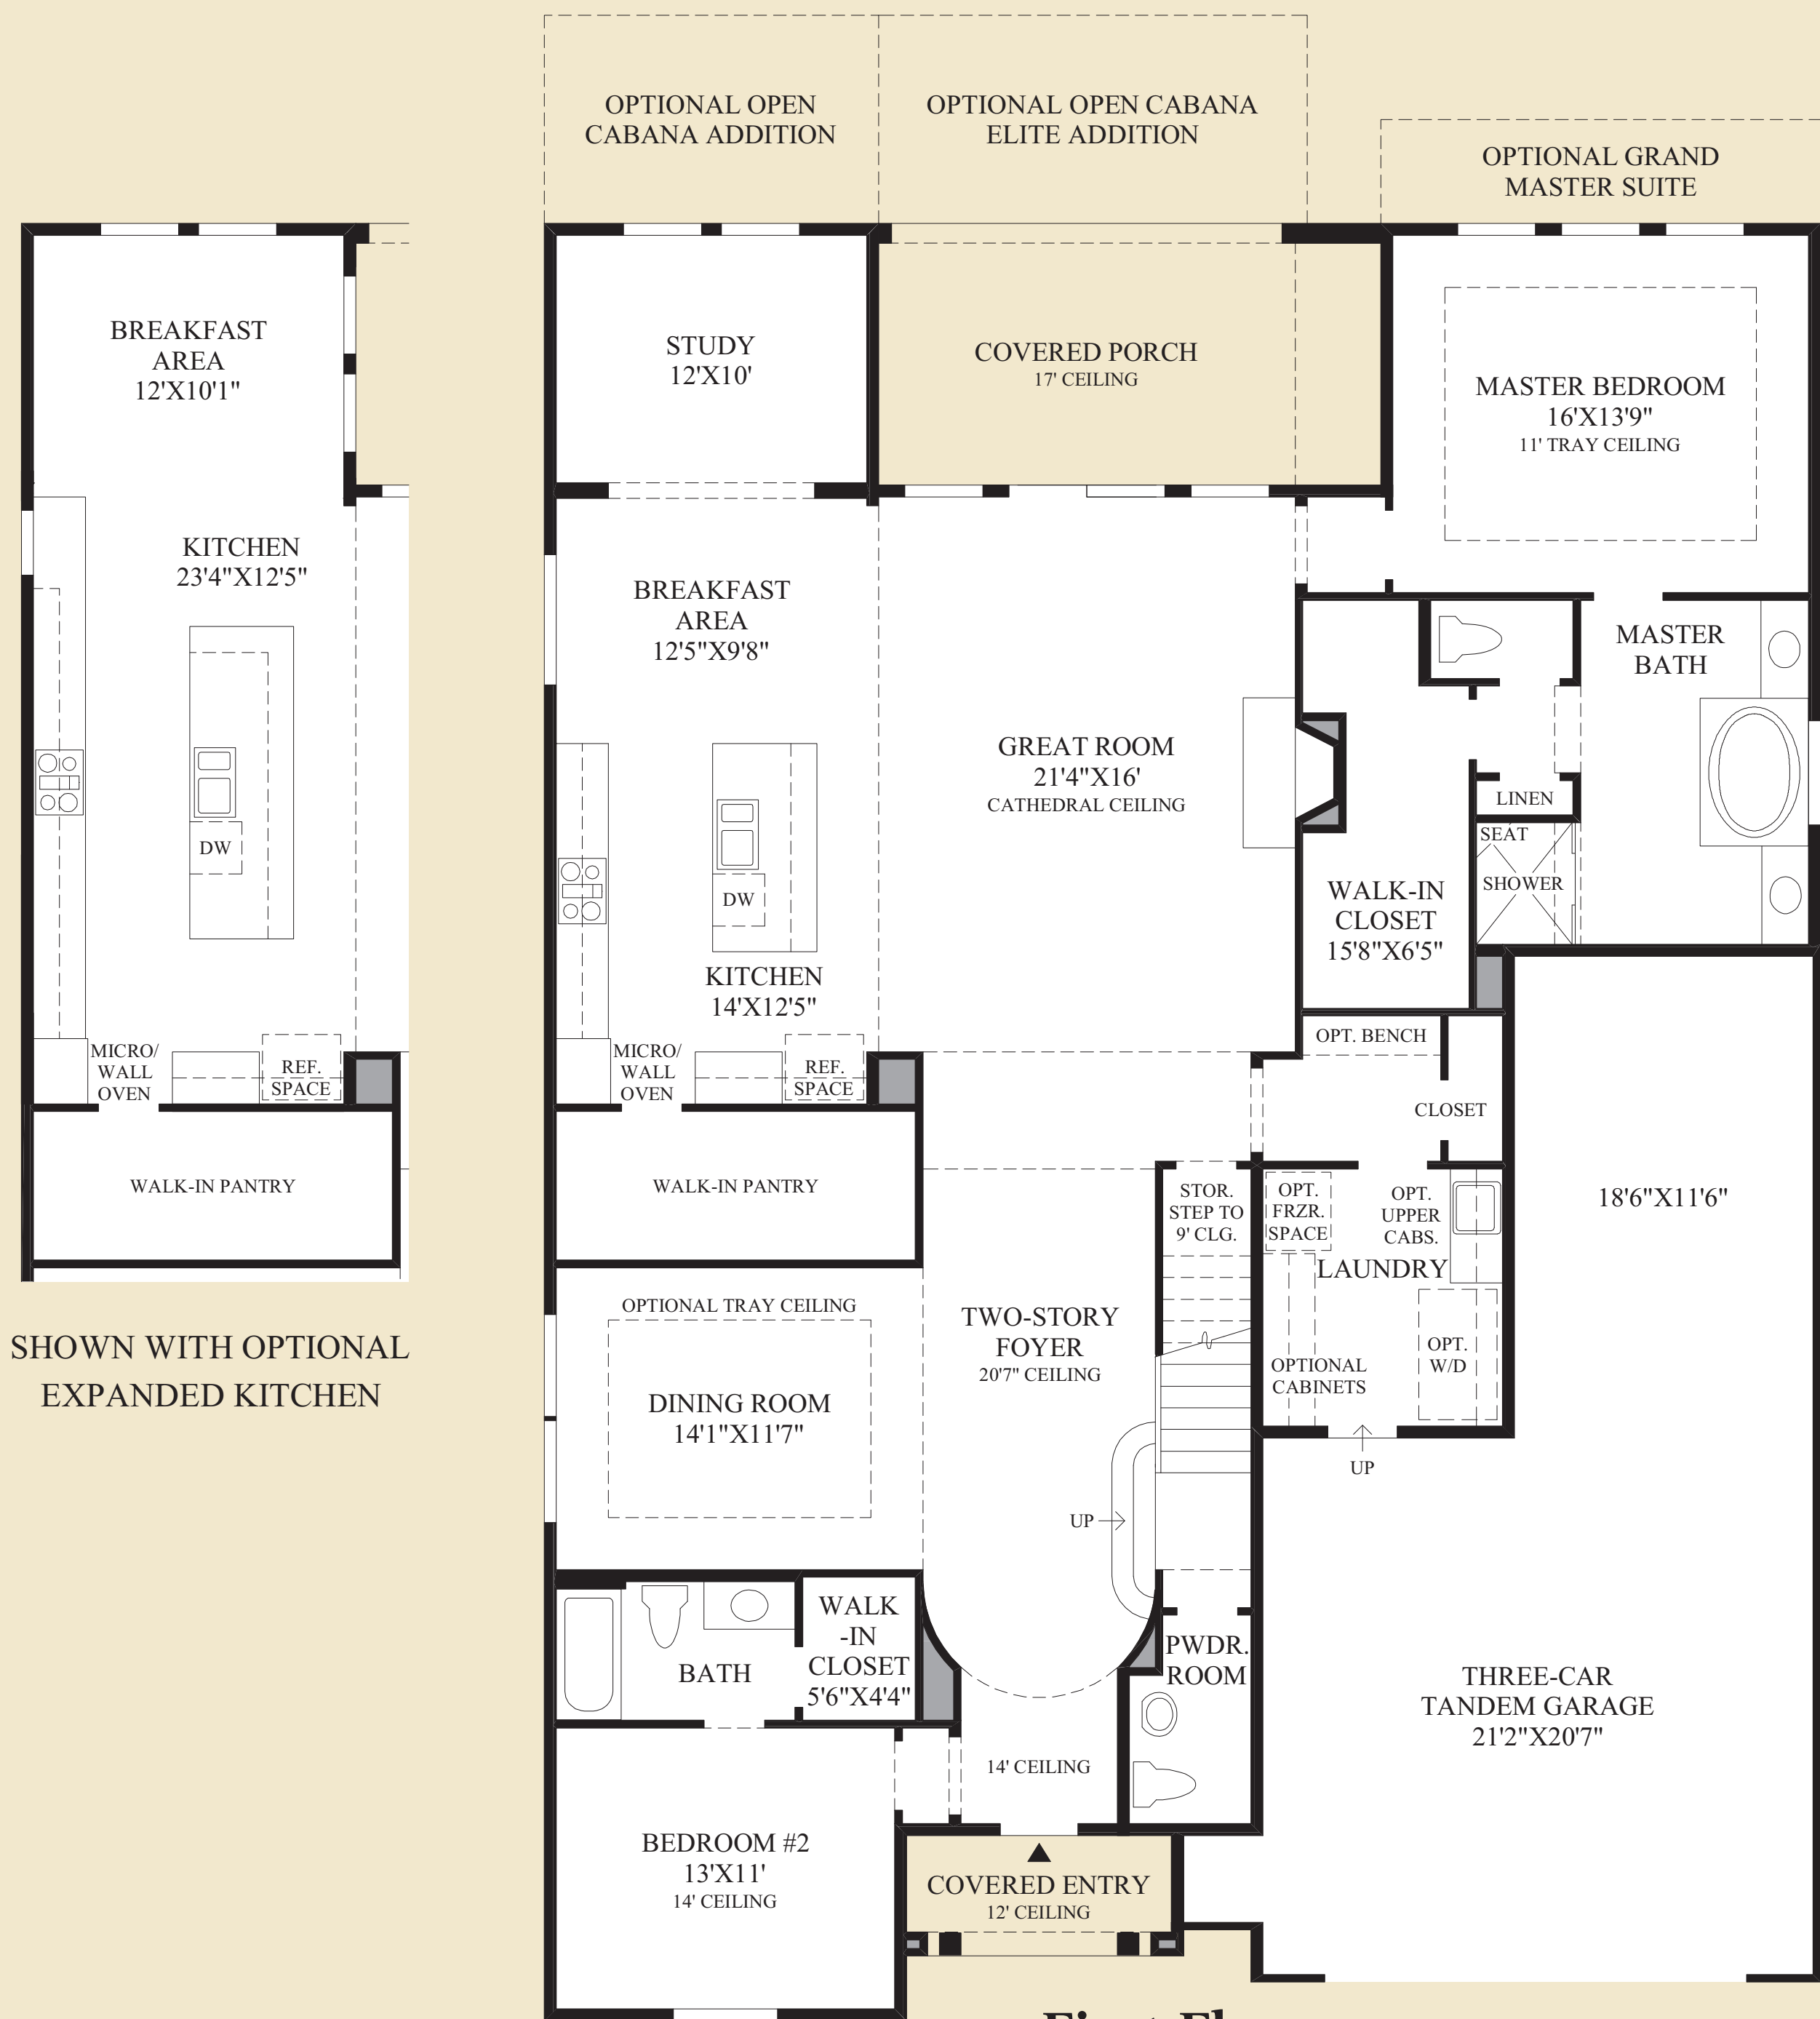 OPTIONAL OPEN
CABANA ADDITION
OPTIONAL OPEN CABANA
ELITE ADDITION
OPTIONAL GRAND
MASTER SUITE
BREAKFAST
AREA
12'X10'1"
KITCHEN
23'4"X12'5"
DW
MICRO/
WALL
OVEN
REF.
SPACE
WALK-IN PANTRY
SHOWN WITH OPTIONAL
EXPANDED KITCHEN
STUDY
12'X10'
COVERED PORCH
17' CEILING
MASTER BEDROOM
16'X13'9"
11' TRAY CEILING
BREAKFAST
AREA
12'5"X9'8"
GREAT ROOM
21'4"X16'
CATHEDRAL CEILING
MASTER
BATH
LINEN
SEAT
SHOWER
WALK-IN
CLOSET
15'8"X6'5"
DW
KITCHEN
14'X12'5"
MICRO/
WALL
OVEN
REF.
SPACE
OPT. BENCH
CLOSET
WALK-IN PANTRY
STOR.
STEP TO
9' CLG.
OPT.
FRZR.
SPACE
OPT.
UPPER
CABS.
LAUNDRY
OPTIONAL
CABINETS
OPT.
W/D
UP
18'6"X11'6"
OPTIONAL TRAY CEILING
DINING ROOM
14'1"X11'7"
TWO-STORY
FOYER
20'7" CEILING
UP
BATH
WALK
-IN
CLOSET
5'6"X4'4"
PWDR.
ROOM
THREE-CAR
TANDEM GARAGE
21'2"X20'7"
14' CEILING
BEDROOM #2
13'X11'
14' CEILING
COVERED ENTRY
12' CEILING